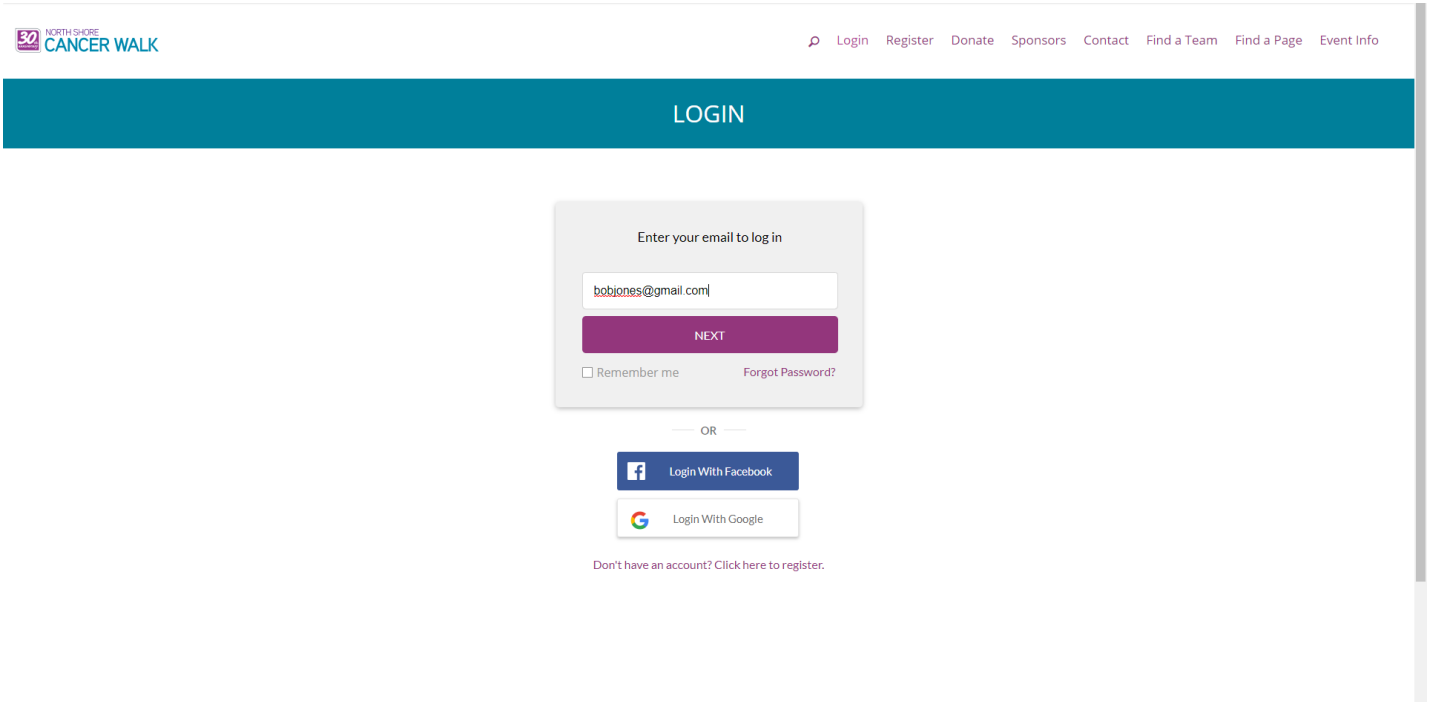 30
NORTH SHORE
CANCER WALK
Login Register Donate Sponsors Contact Find a Team Find a Page Event Info
LOGIN
Enter your email to log in
bobjones@gmail.com
NEXT
Remember me Forgot Password?
OR
Login With Facebook
Login With Google
Don't have an account? Click here to register.